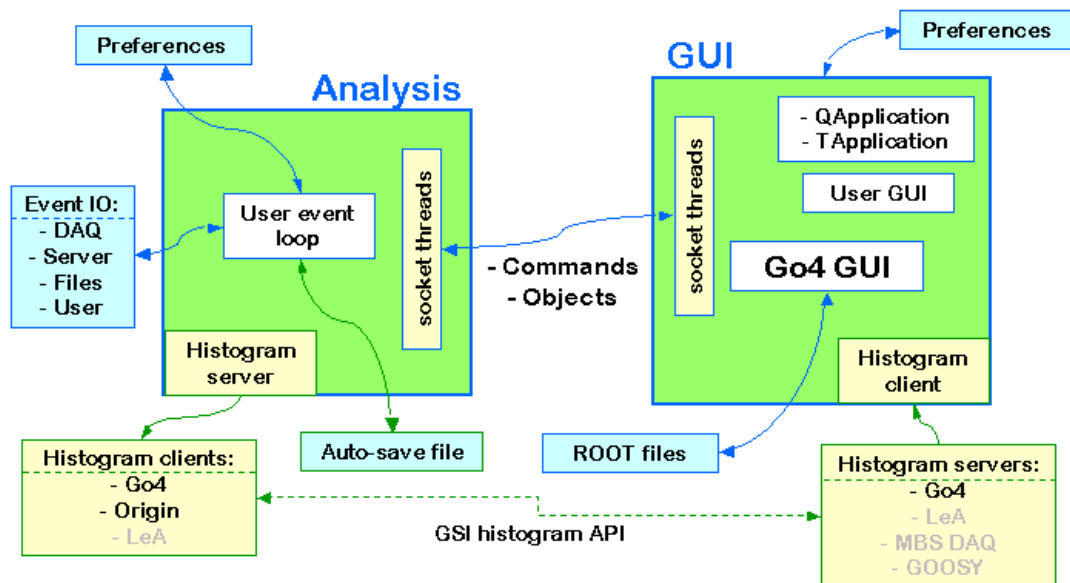 Preferences
Analysis
Event IO:
- DAQ
- Server
- Files
- User
User event
loop
socket threads
Histogram
server
Histogram clients:
- Go4
- Origin
- LeA
Auto-save file
- Commands
- Objects
GUI
Preferences
- QApplication
- TApplication
User GUI
socket threads
Go4 GUI
Histogram
client
ROOT files
Histogram servers:
- Go4
- LeA
- MBS DAQ
- GOOSY
GSI histogram API